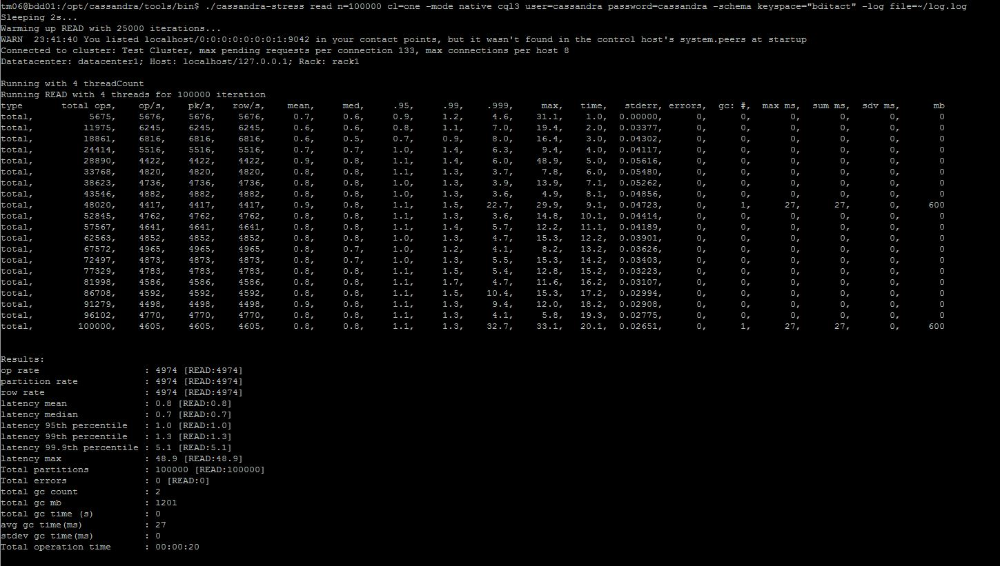 tm06@bdd01:/opt/cassandra/tools/bin$ ./cassandra-stress read n=100000 cl=one -mode native cql3 user=cassandra password=cassandra -schema keyspace="bditact" -log file=~/log.log
Sleeping 2s...
Warming up READ with 25000 iterations...
WARN  23:41:40 You listed localhost/0:0:0:0:0:0:0:1:9042 in your contact points, but it wasn't found in the control host's system.peers at startup
Connected to cluster: Test Cluster, max pending requests per connection 133, max connections per host 8
Datatacenter: datacenter1; Host: localhost/127.0.0.1; Rack: rack1
Running with 4 threadCount
Running READ with 4 threads for 100000 iteration
type       total ops,    op/s,    pk/s,   row/s,    mean,     med,     .95,     .99,    .999,     max,   time,   stderr, errors,  gc: #,  max ms,  sum ms,  sdv ms,      mb
total,          5675,    5676,    5676,    5676,     0.7,     0.6,     0.9,     1.2,     4.6,    31.1,    1.0,  0.00000,      0,      0,       0,       0,       0,       0
total,         11975,    6245,    6245,    6245,     0.6,     0.6,     0.8,     1.1,     7.0,    19.4,    2.0,  0.03377,      0,      0,       0,       0,       0,       0
total,         18861,    6816,    6816,    6816,     0.6,     0.5,     0.7,     0.9,     8.0,    16.4,    3.0,  0.04302,      0,      0,       0,       0,       0,       0
total,         24414,    5516,    5516,    5516,     0.7,     0.7,     1.0,     1.4,     6.3,     9.4,    4.0,  0.04117,      0,      0,       0,       0,       0,       0
total,         28890,    4422,    4422,    4422,     0.9,     0.8,     1.1,     1.4,     6.0,    48.9,    5.0,  0.05616,      0,      0,       0,       0,       0,       0
total,         33768,    4820,    4820,    4820,     0.8,     0.8,     1.1,     1.3,     3.7,     7.8,    6.0,  0.05480,      0,      0,       0,       0,       0,       0
total,         38623,    4736,    4736,    4736,     0.8,     0.8,     1.0,     1.3,     3.9,    13.9,    7.1,  0.05262,      0,      0,       0,       0,       0,       0
total,         43546,    4882,    4882,    4882,     0.8,     0.8,     1.0,     1.3,     3.6,     4.9,    8.1,  0.04856,      0,      0,       0,       0,       0,       0
total,         48020,    4417,    4417,    4417,     0.9,     0.8,     1.1,     1.5,    22.7,    29.9,    9.1,  0.04723,      0,      1,      27,      27,       0,     600
total,         52845,    4762,    4762,    4762,     0.8,     0.8,     1.1,     1.3,     3.6,    14.8,   10.1,  0.04414,      0,      0,       0,       0,       0,       0
total,         57567,    4641,    4641,    4641,     0.8,     0.8,     1.1,     1.4,     5.7,    12.2,   11.1,  0.04189,      0,      0,       0,       0,       0,       0
total,         62563,    4852,    4852,    4852,     0.8,     0.8,     1.0,     1.3,     4.7,    15.3,   12.2,  0.03901,      0,      0,       0,       0,       0,       0
total,         67572,    4965,    4965,    4965,     0.8,     0.7,     1.0,     1.2,     4.1,     8.2,   13.2,  0.03626,      0,      0,       0,       0,       0,       0
total,         72497,    4873,    4873,    4873,     0.8,     0.7,     1.0,     1.3,     5.5,    15.3,   14.2,  0.03403,      0,      0,       0,       0,       0,       0
total,         77329,    4783,    4783,    4783,     0.8,     0.8,     1.1,     1.5,     5.4,    12.8,   15.2,  0.03223,      0,      0,       0,       0,       0,       0
total,         81998,    4586,    4586,    4586,     0.8,     0.8,     1.1,     1.7,     4.7,    11.6,   16.2,  0.03107,      0,      0,       0,       0,       0,       0
total,         86708,    4592,    4592,    4592,     0.8,     0.8,     1.1,     1.5,    10.4,    15.3,   17.2,  0.02994,      0,      0,       0,       0,       0,       0
total,         91279,    4498,    4498,    4498,     0.9,     0.8,     1.1,     1.3,     9.4,    12.0,   18.2,  0.02908,      0,      0,       0,       0,       0,       0
total,         96102,    4770,    4770,    4770,     0.8,     0.8,     1.1,     1.3,     4.1,     5.8,   19.3,  0.02775,      0,      0,       0,       0,       0,       0
total,        100000,    4605,    4605,    4605,     0.8,     0.8,     1.1,     1.3,    32.7,    33.1,   20.1,  0.02651,      0,      1,      27,      27,       0,     600
Results:
op rate                   : 4974 [READ:4974]
partition rate            : 4974 [READ:4974]
row rate                  : 4974 [READ:4974]
latency mean              : 0.8 [READ:0.8]
latency median            : 0.7 [READ:0.7]
latency 95th percentile   : 1.0 [READ:1.0]
latency 99th percentile   : 1.3 [READ:1.3]
latency 99.9th percentile : 5.1 [READ:5.1]
latency max               : 48.9 [READ:48.9]
Total partitions          : 100000 [READ:100000]
Total errors              : 0 [READ:0]
total gc count            : 2
total gc mb               : 1201
total gc time (s)         : 0
avg gc time(ms)           : 27
stdev gc time(ms)         : 0
Total operation time      : 00:00:20